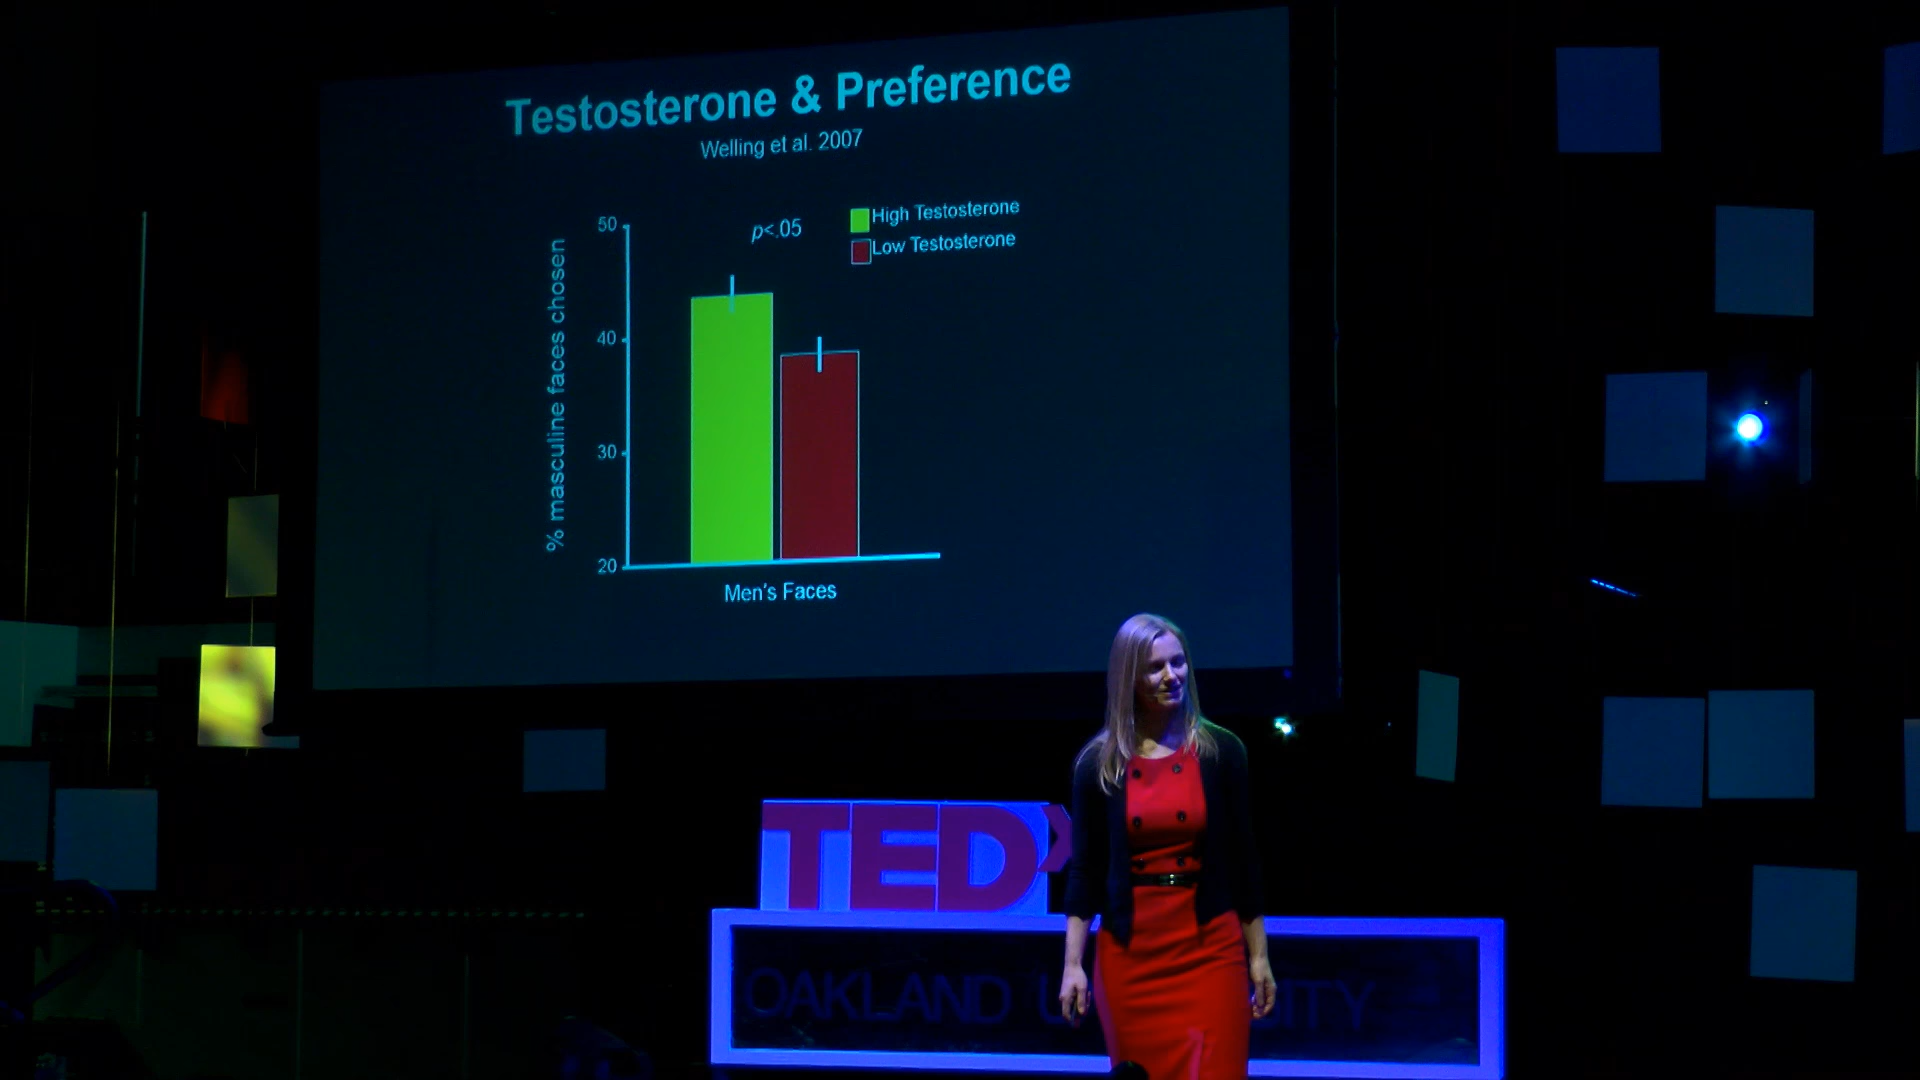 Testosterone & Preference
Welling et al. 2007
p<.05
High Testosterone
Low Testosterone
50
40
30
20
% masculine faces chosen
Men's Faces
TEDx
OAKLAND